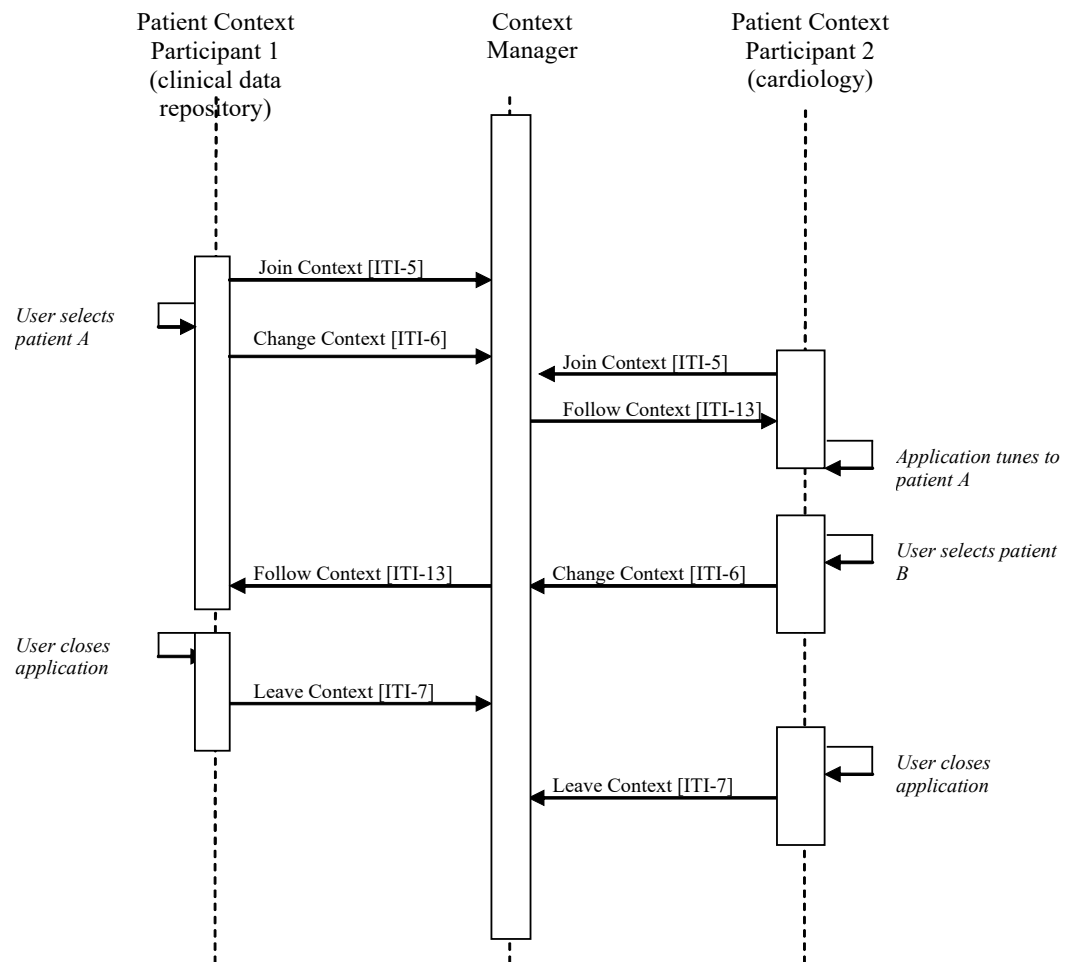 Patient Context
Participant 1
(clinical data
repository)
Context
Manager
Patient Context
Participant 2
(cardiology)
Join Context [ITI-5]
User selects
patient A
Change Context [ITI-6]
Join Context [ITI-5]
Follow Context [ITI-13]
Application tunes to
patient A
User selects patient
B
Follow Context [ITI-13]
Change Context [ITI-6]
User closes
application
Leave Context [ITI-7]
User closes
application
Leave Context [ITI-7]